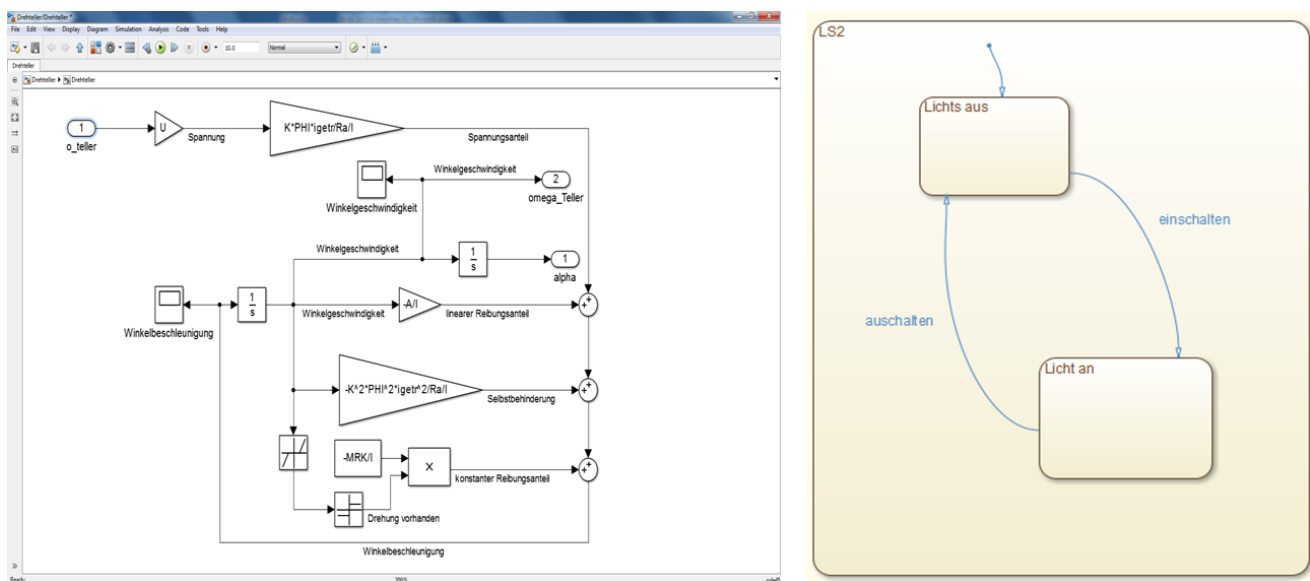 Drehteller/Drehteller *
File Edit View Display Diagram Simulation Analysis Code Tools Help
10.0
Normal
Drehteller
Drehteller Drehteller
1
o_teller
U
Spannung
K*PHI*igetr/Ra/I
Spannungsanteil
Winkelgeschwindigkeit
Winkelgeschwindigkeit
2
omega_Teller
Winkelgeschwindigkeit
1
s
1
alpha
Winkelbeschleunigung
1
s
Winkelgeschwindigkeit
-A/I
linearer Reibungsanteil
-K^2*PHI^2*igetr^2/Ra/I
Selbstbehinderung
-MRK/I
X
konstanter Reibungsanteil
Drehung vorhanden
Winkelbeschleunigung
Ready
200%
LS2
Lichts aus
einschalten
auschalten
Licht an